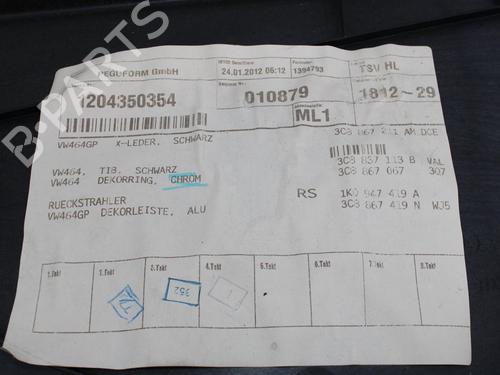 PEGUFORM GmbH
24.01.2012 06:12
1394793
TSV HL
1204350354
010879
1812-29
ML1
VW464GP X-LEDER, SCHWARZ
3C8 867 211 AM DCE
VW464, TIB. SCHWARZ
3C8 837 113 B VAL
VW464 DEKORRING, CHROM
3C8 867 067 307
RUECKSTRAHLER
RS 1K0 947 419 A
VW464GP DEKORLEISTE, ALU
3C8 867 419 N WJ5
1.Takt 2.Takt 3.Takt 4.Takt 5.Takt 6.Takt 7.Takt 8.Takt
352
B-PARTS